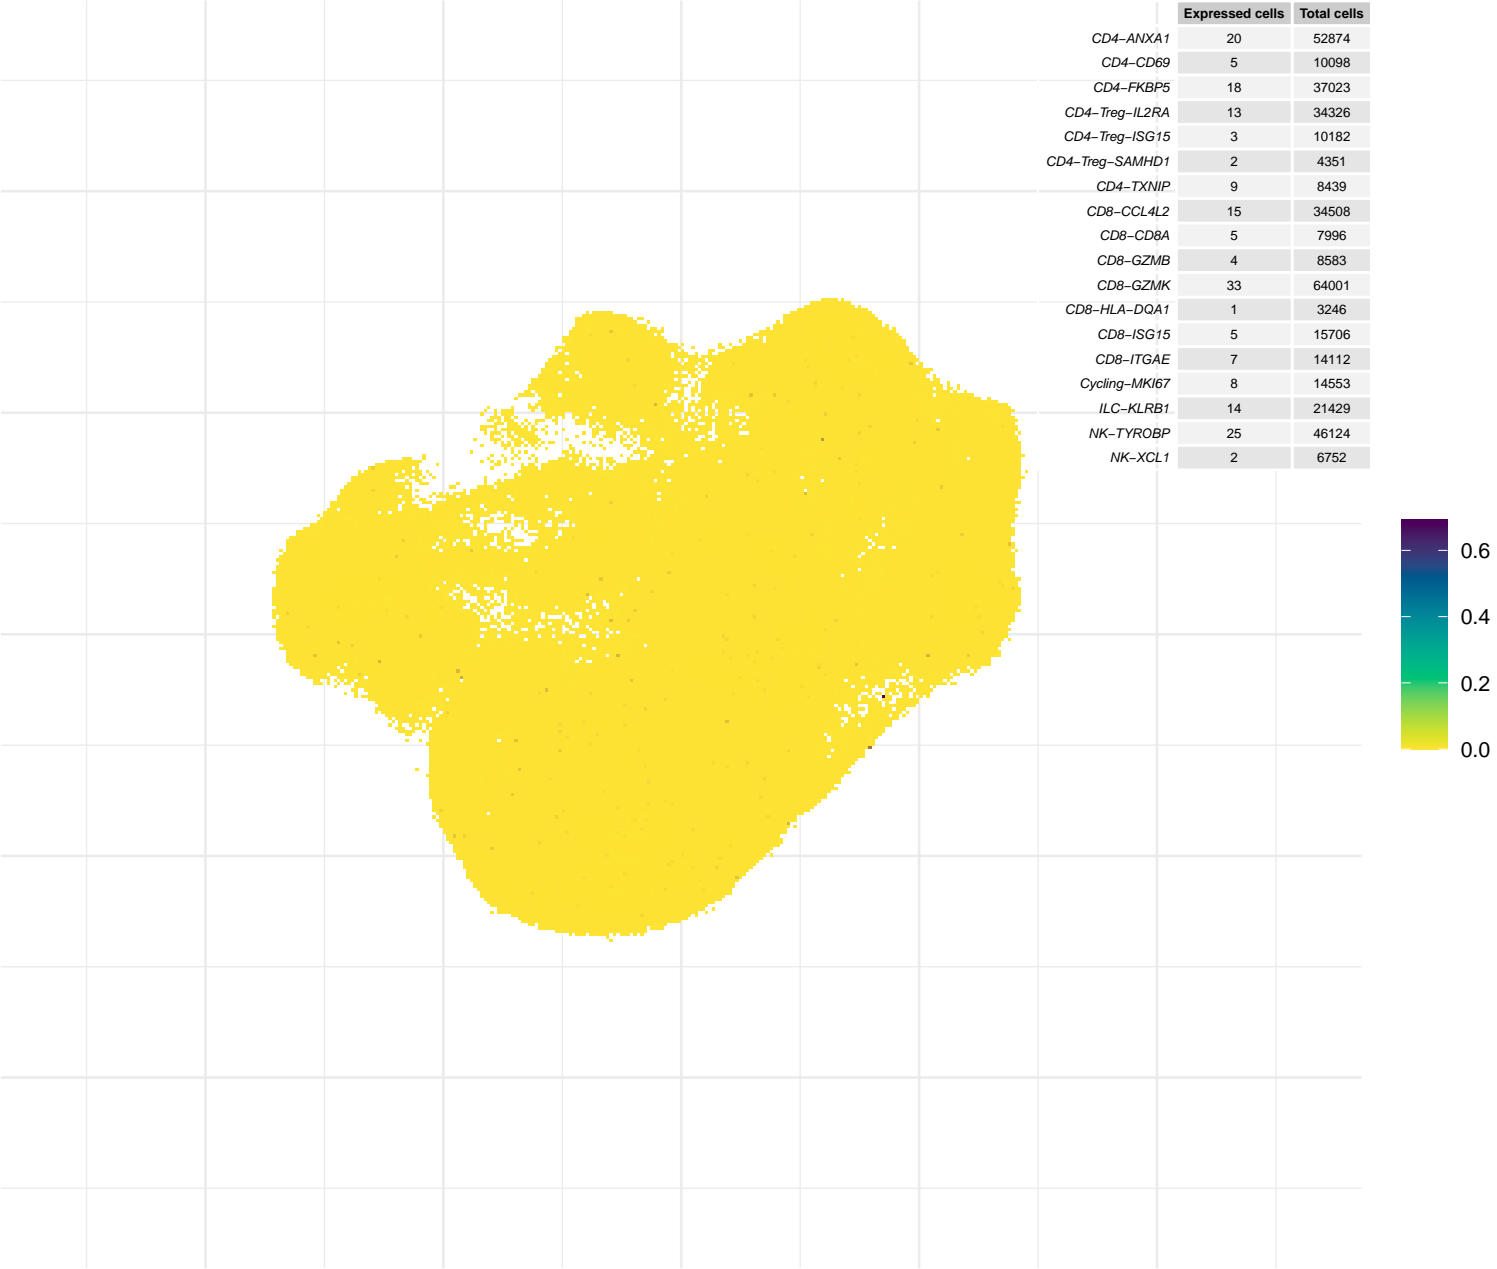 Expressed cells Total cells
CD4−ANXA1 20 52874
CD4−CD69 5 10098
CD4−FKBP5 18 37023
CD4−Treg−IL2RA 13 34326
CD4−Treg−ISG15 3 10182
CD4−Treg−SAMHD1 2 4351
CD4−TXNIP 9 8439
CD8−CCL4L2 15 34508
CD8−CD8A 5 7996
CD8−GZMB 4 8583
CD8−GZMK 33 64001
CD8−HLA−DQA1 1 3246
CD8−ISG15 5 15706
CD8−ITGAE 7 14112
Cycling−MKI67 8 14553
ILC−KLRB1 14 21429
NK−TYROBP 25 46124
NK−XCL1 2 6752
0.6
0.4
0.2
0.0